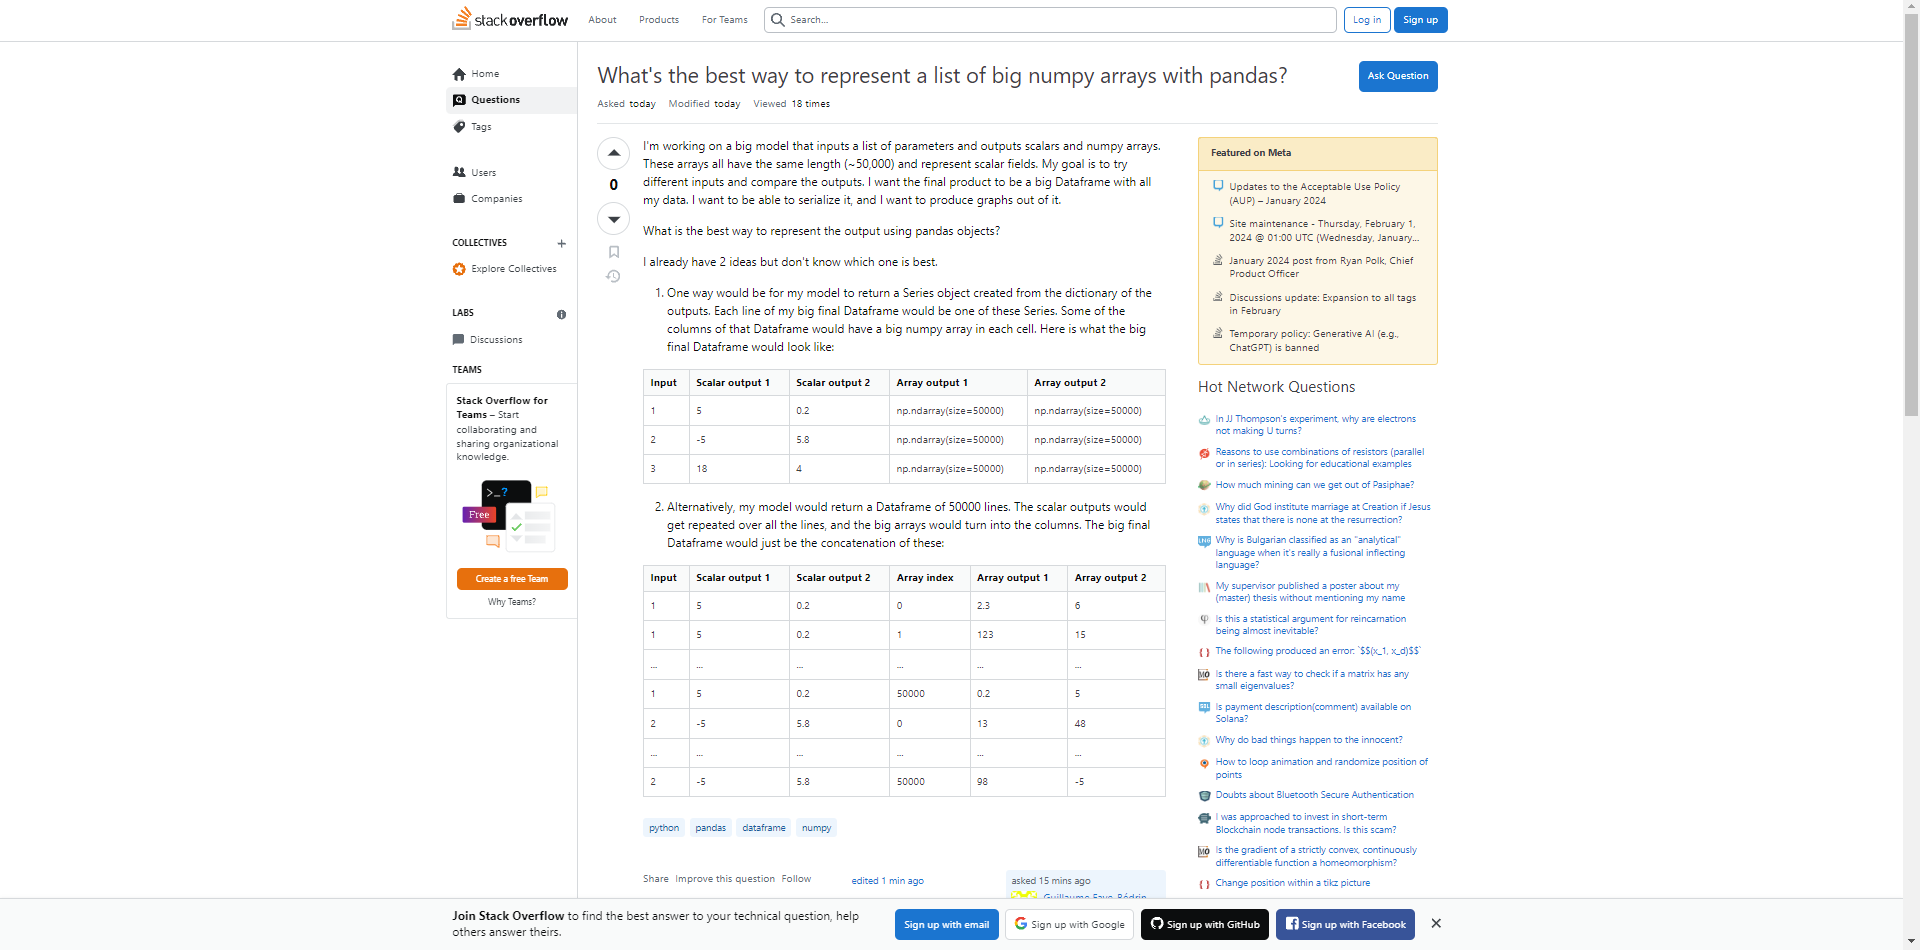 stackoverflow
About
Products
For Teams
Search...
Log in
Sign up
Home
Questions
Tags
Users
Companies
COLLECTIVES
Explore Collectives
LABS
Discussions
TEAMS
Stack Overflow for
Teams – Start
collaborating and
sharing organizational
knowledge.
>_?
Free
Create a free Team
Why Teams?
What's the best way to represent a list of big numpy arrays with pandas?
Ask Question
Asked today Modified today Viewed 18 times
0
I'm working on a big model that inputs a list of parameters and outputs scalars and numpy arrays.
These arrays all have the same length (~50,000) and represent scalar fields. My goal is to try
different inputs and compare the outputs. I want the final product to be a big Dataframe with all
my data. I want to be able to serialize it, and I want to produce graphs out of it.
What is the best way to represent the output using pandas objects?
I already have 2 ideas but don't know which one is best.
1. One way would be for my model to return a Series object created from the dictionary of the
outputs. Each line of my big final Dataframe would be one of these Series. Some of the
columns of that Dataframe would have a big numpy array in each cell. Here is what the big
final Dataframe would look like:
Input Scalar output 1 Scalar output 2 Array output 1 Array output 2
1 5 0.2 np.ndarray(size=50000) np.ndarray(size=50000)
2 -5 5.8 np.ndarray(size=50000) np.ndarray(size=50000)
3 18 4 np.ndarray(size=50000) np.ndarray(size=50000)
2. Alternatively, my model would return a Dataframe of 50000 lines. The scalar outputs would
get repeated over all the lines, and the big arrays would turn into the columns. The big final
Dataframe would just be the concatenation of these:
Input Scalar output 1 Scalar output 2 Array index Array output 1 Array output 2
1 5 0.2 0 2.3 6
1 5 0.2 1 123 15
... ... ... ... ... ...
1 5 0.2 50000 0.2 5
2 -5 5.8 0 13 48
... ... ... ... ... ...
2 -5 5.8 50000 98 -5
python pandas dataframe numpy
Share Improve this question Follow
edited 1 min ago
asked 15 mins ago
Guillaume Faye-Bédrin
Featured on Meta
Updates to the Acceptable Use Policy
(AUP) – January 2024
Site maintenance - Thursday, February 1,
2024 @ 01:00 UTC (Wednesday, January...
January 2024 post from Ryan Polk, Chief
Product Officer
Discussions update: Expansion to all tags
in February
Temporary policy: Generative AI (e.g.,
ChatGPT) is banned
Hot Network Questions
In JJ Thompson's experiment, why are electrons
not making U turns?
Reasons to use combinations of resistors (parallel
or in series): Looking for educational examples
How much mining can we get out of Pasiphae?
Why did God institute marriage at Creation if Jesus
states that there is none at the resurrection?
Why is Bulgarian classified as an "analytical"
language when it's really a fusional inflecting
language?
My supervisor published a poster about my
(master) thesis without mentioning my name
Is this a statistical argument for reincarnation
being almost inevitable?
The following produced an error: `$$(x_1, x_d)$$`
Is there a fast way to check if a matrix has any
small eigenvalues?
Is payment description(comment) available on
Solana?
Why do bad things happen to the innocent?
How to loop animation and randomize position of
points
Doubts about Bluetooth Secure Authentication
I was approached to invest in short-term
Blockchain node transactions. Is this scam?
Is the gradient of a strictly convex, continuously
differentiable function a homeomorphism?
Change position within a tikz picture
Join Stack Overflow to find the best answer to your technical question, help
others answer theirs.
Sign up with email
Sign up with Google
Sign up with GitHub
Sign up with Facebook